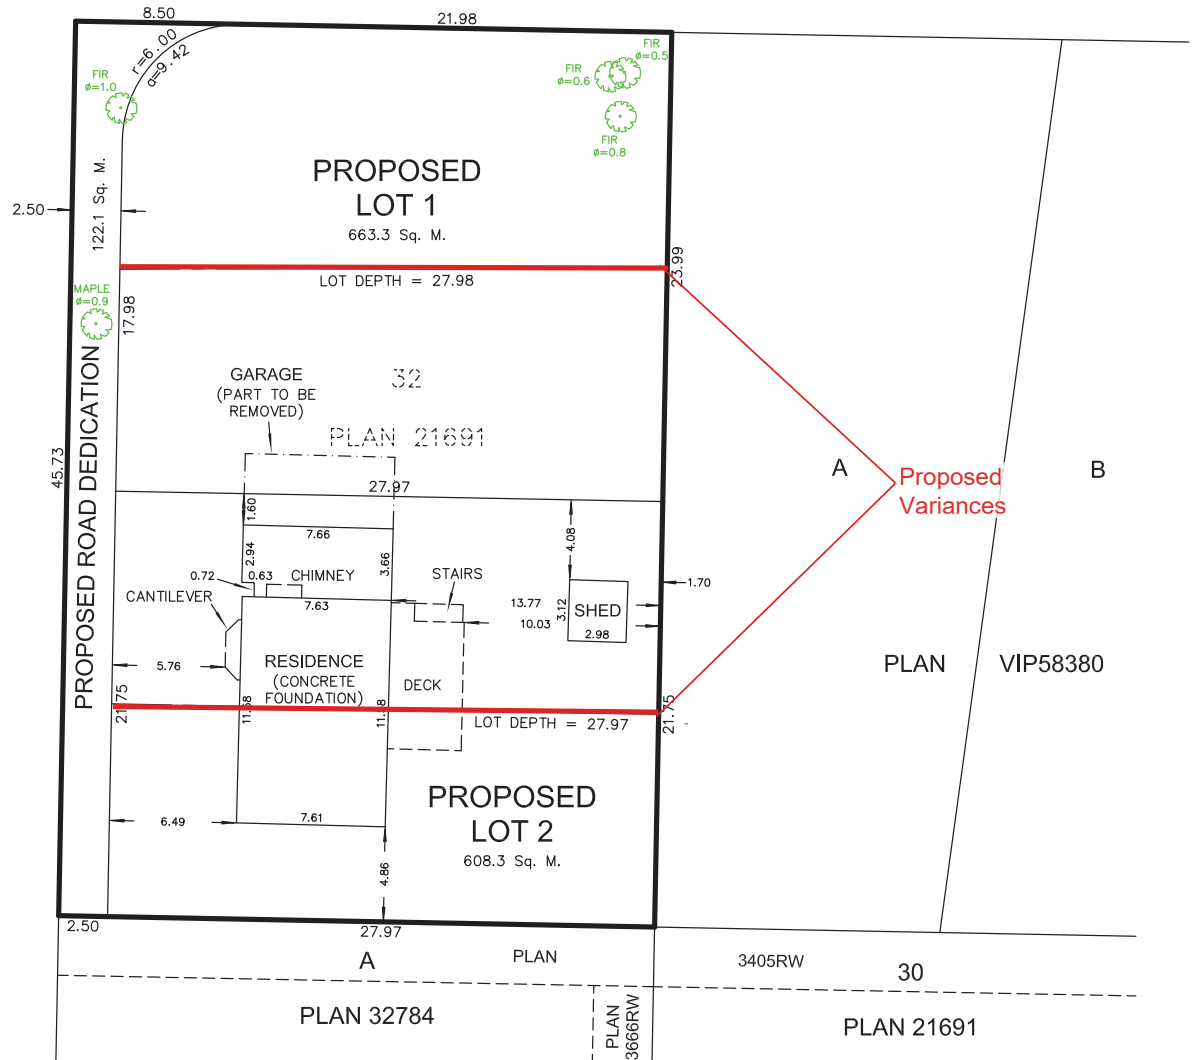 8.50
21.98
r=6.00
a=9.42
FIR
ø=1.0
FIR
ø=0.6
FIR
ø=0.5
FIR
ø=0.8
PROPOSED
LOT 1
663.3 Sq. M.
2.50
122.1 Sq. M.
23.99
LOT DEPTH = 27.98
MAPLE
ø=0.9
17.98
GARAGE
(PART TO BE
REMOVED)
32
PLAN 21691
45.73
PROPOSED ROAD DEDICATION
27.97
A
B
Proposed
Variances
1.60
7.66
2.94
3.66
4.08
0.72
0.63
CHIMNEY
STAIRS
1.70
CANTILEVER
7.63
13.77
10.03
3.12
SHED
2.98
5.76
RESIDENCE
(CONCRETE
FOUNDATION)
DECK
PLAN
VIP58380
21.75
11.58
11.58
LOT DEPTH = 27.97
21.75
PROPOSED
LOT 2
608.3 Sq. M.
6.49
7.61
4.86
2.50
27.97
A
PLAN
3405RW
30
PLAN 32784
PLAN
3666RW
PLAN 21691